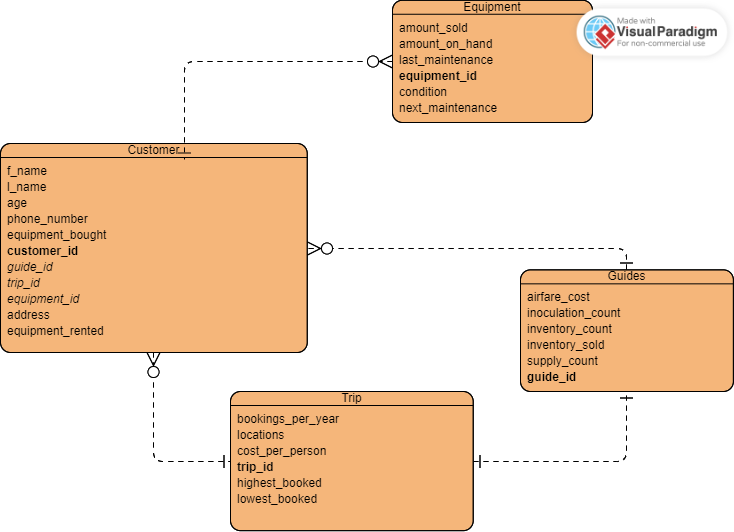 Equipment
amount_sold
amount_on_hand
last_maintenance
equipment_id
condition
next_maintenance
Made with
VisualParadigm
For non-commercial use
Customer
f_name
l_name
age
phone_number
equipment_bought
customer_id
guide_id
trip_id
equipment_id
address
equipment_rented
Guides
airfare_cost
inoculation_count
inventory_count
inventory_sold
supply_count
guide_id
Trip
bookings_per_year
locations
cost_per_person
trip_id
highest_booked
lowest_booked